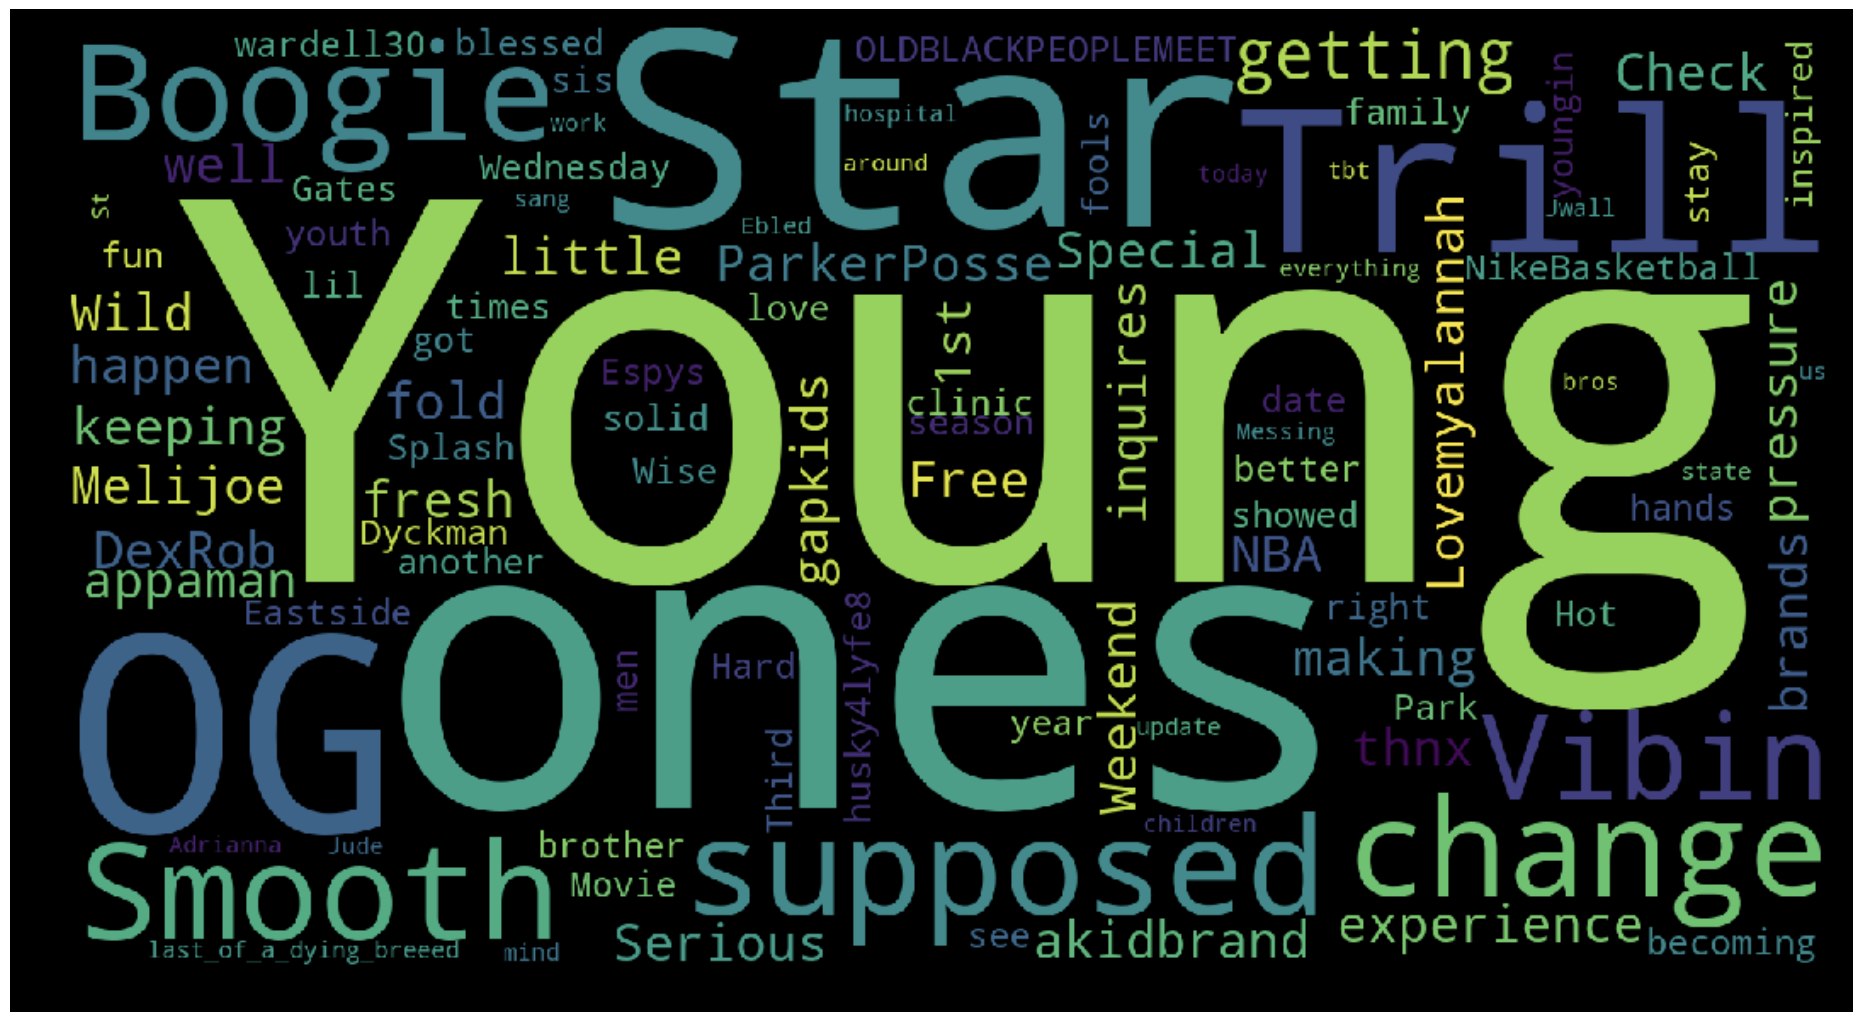 wardell30
blessed
OLDBLACKPEOPLEMEET
getting
Check
inspired
Boogie
sis
Star
work
hospital
fools
Trill
family
youngin
well
Gates
Wednesday
around
today
tbt
stay
Jwall
sang
st
youth
Ebled
fun
little
ParkerPosse
Special
everything
Lovemyalannah
NikeBasketball
lil
Young
Wild
times
love
1st
inquires
pressure
got
happen
Espys
bros
us
fold
gapkids
clinic
date
keeping
solid
season
Messing
Splash
Wise
better
state
Melijoe
fresh
Free
showed
hands
Dyckman
DexRob
another
NBA
brands
appaman
ones
Eastside
right
Hot
OG
men
Hard
husky4lyfe8
Weekend
making
year
update
Park
Third
thnx
Vibin
Adrianna
Jude
brother
children
change
Smooth
Movie
supposed
last_of_a_dying_breeed
mind
Serious
see
akidbrand
experience
becoming